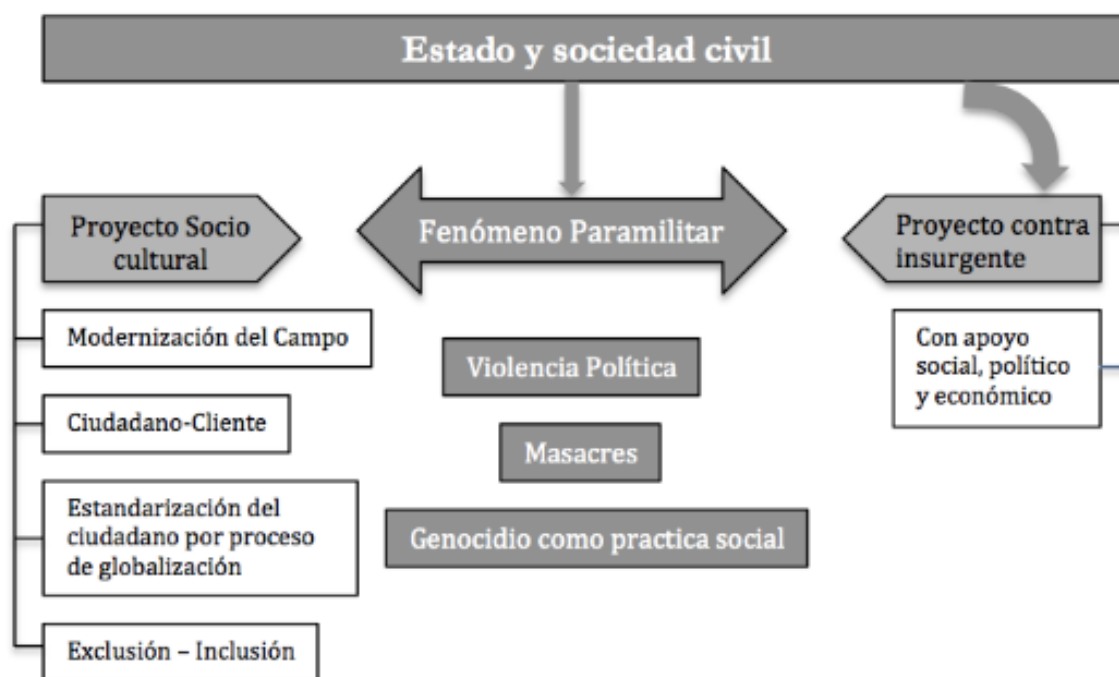 Estado y sociedad civil
Proyecto Socio
cultural
Fenómeno Paramilitar
Proyecto contra
insurgente
Modernización del Campo
Ciudadano-Cliente
Estandarización del
ciudadano por proceso
de globalización
Exclusión – Inclusión
Violencia Política
Masacres
Genocidio como practica social
Con apoyo
social, político
y económico